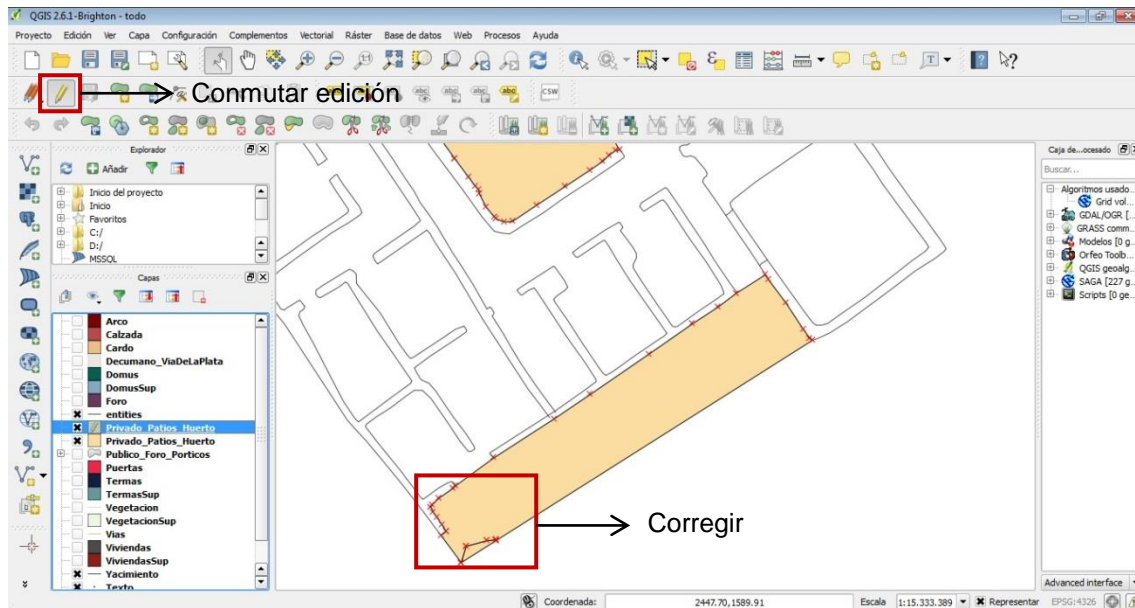 QGIS 2.6.1-Brighton - todo
Proyecto Edición Ver Capa Configuración Complementos Vectorial Ráster Base de datos Web Procesos Ayuda
Conmutar edición
CSW
Explorador
Añadir
Inicio del proyecto
Inicio
Favoritos
C:/
D:/
MSSQL
Capas
Arco
Calzada
Cardo
Decumano_ViaDeLaPlata
Domus
DomusSup
Foro
entities
Privado_Patios_Huerto
Privado_Patios_Huerto
Publico_Foro_Porticos
Puertas
Termas
TermasSup
Vegetacion
VegetacionSup
Vias
Viviendas
ViviendasSup
Yacimiento
Texto
Corregir
Caja de...ocesado
Buscar...
Algoritmos usado...
Grid vol...
GDAL/OGR [...
GRASS comm...
Modelos [0 g...
Orfeo Toolb...
QGIS geoalg...
SAGA [227 g...
Scripts [0 ge...
Advanced interface
Coordenada: 2447.70,1589.91 Escala 1:15.333.389 Representar EPSG:4326